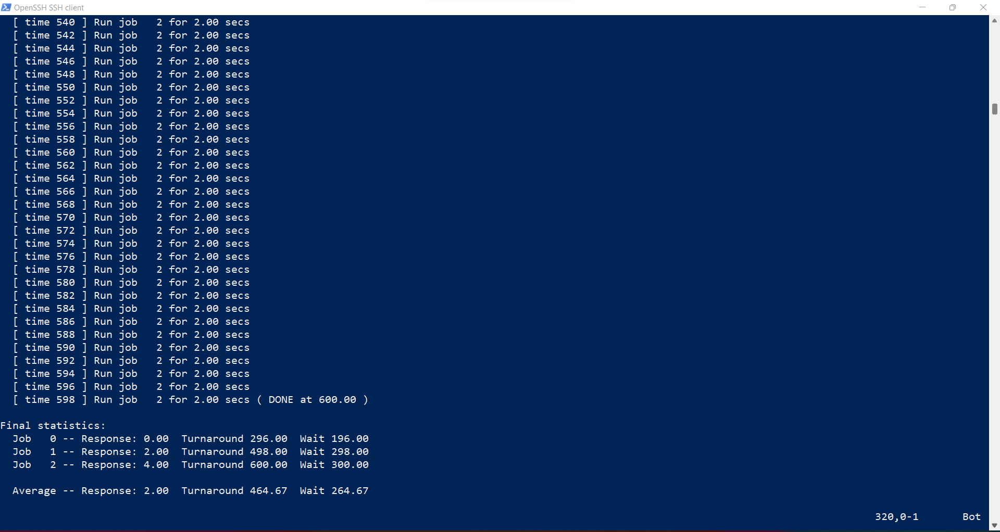 OpenSSH SSH client
[ time 540 ] Run job   2 for 2.00 secs
[ time 542 ] Run job   2 for 2.00 secs
[ time 544 ] Run job   2 for 2.00 secs
[ time 546 ] Run job   2 for 2.00 secs
[ time 548 ] Run job   2 for 2.00 secs
[ time 550 ] Run job   2 for 2.00 secs
[ time 552 ] Run job   2 for 2.00 secs
[ time 554 ] Run job   2 for 2.00 secs
[ time 556 ] Run job   2 for 2.00 secs
[ time 558 ] Run job   2 for 2.00 secs
[ time 560 ] Run job   2 for 2.00 secs
[ time 562 ] Run job   2 for 2.00 secs
[ time 564 ] Run job   2 for 2.00 secs
[ time 566 ] Run job   2 for 2.00 secs
[ time 568 ] Run job   2 for 2.00 secs
[ time 570 ] Run job   2 for 2.00 secs
[ time 572 ] Run job   2 for 2.00 secs
[ time 574 ] Run job   2 for 2.00 secs
[ time 576 ] Run job   2 for 2.00 secs
[ time 578 ] Run job   2 for 2.00 secs
[ time 580 ] Run job   2 for 2.00 secs
[ time 582 ] Run job   2 for 2.00 secs
[ time 584 ] Run job   2 for 2.00 secs
[ time 586 ] Run job   2 for 2.00 secs
[ time 588 ] Run job   2 for 2.00 secs
[ time 590 ] Run job   2 for 2.00 secs
[ time 592 ] Run job   2 for 2.00 secs
[ time 594 ] Run job   2 for 2.00 secs
[ time 596 ] Run job   2 for 2.00 secs
[ time 598 ] Run job   2 for 2.00 secs ( DONE at 600.00 )
Final statistics:
Job   0 -- Response: 0.00  Turnaround 296.00  Wait 196.00
Job   1 -- Response: 2.00  Turnaround 498.00  Wait 298.00
Job   2 -- Response: 4.00  Turnaround 600.00  Wait 300.00
Average -- Response: 2.00  Turnaround 464.67  Wait 264.67
320,0-1       Bot